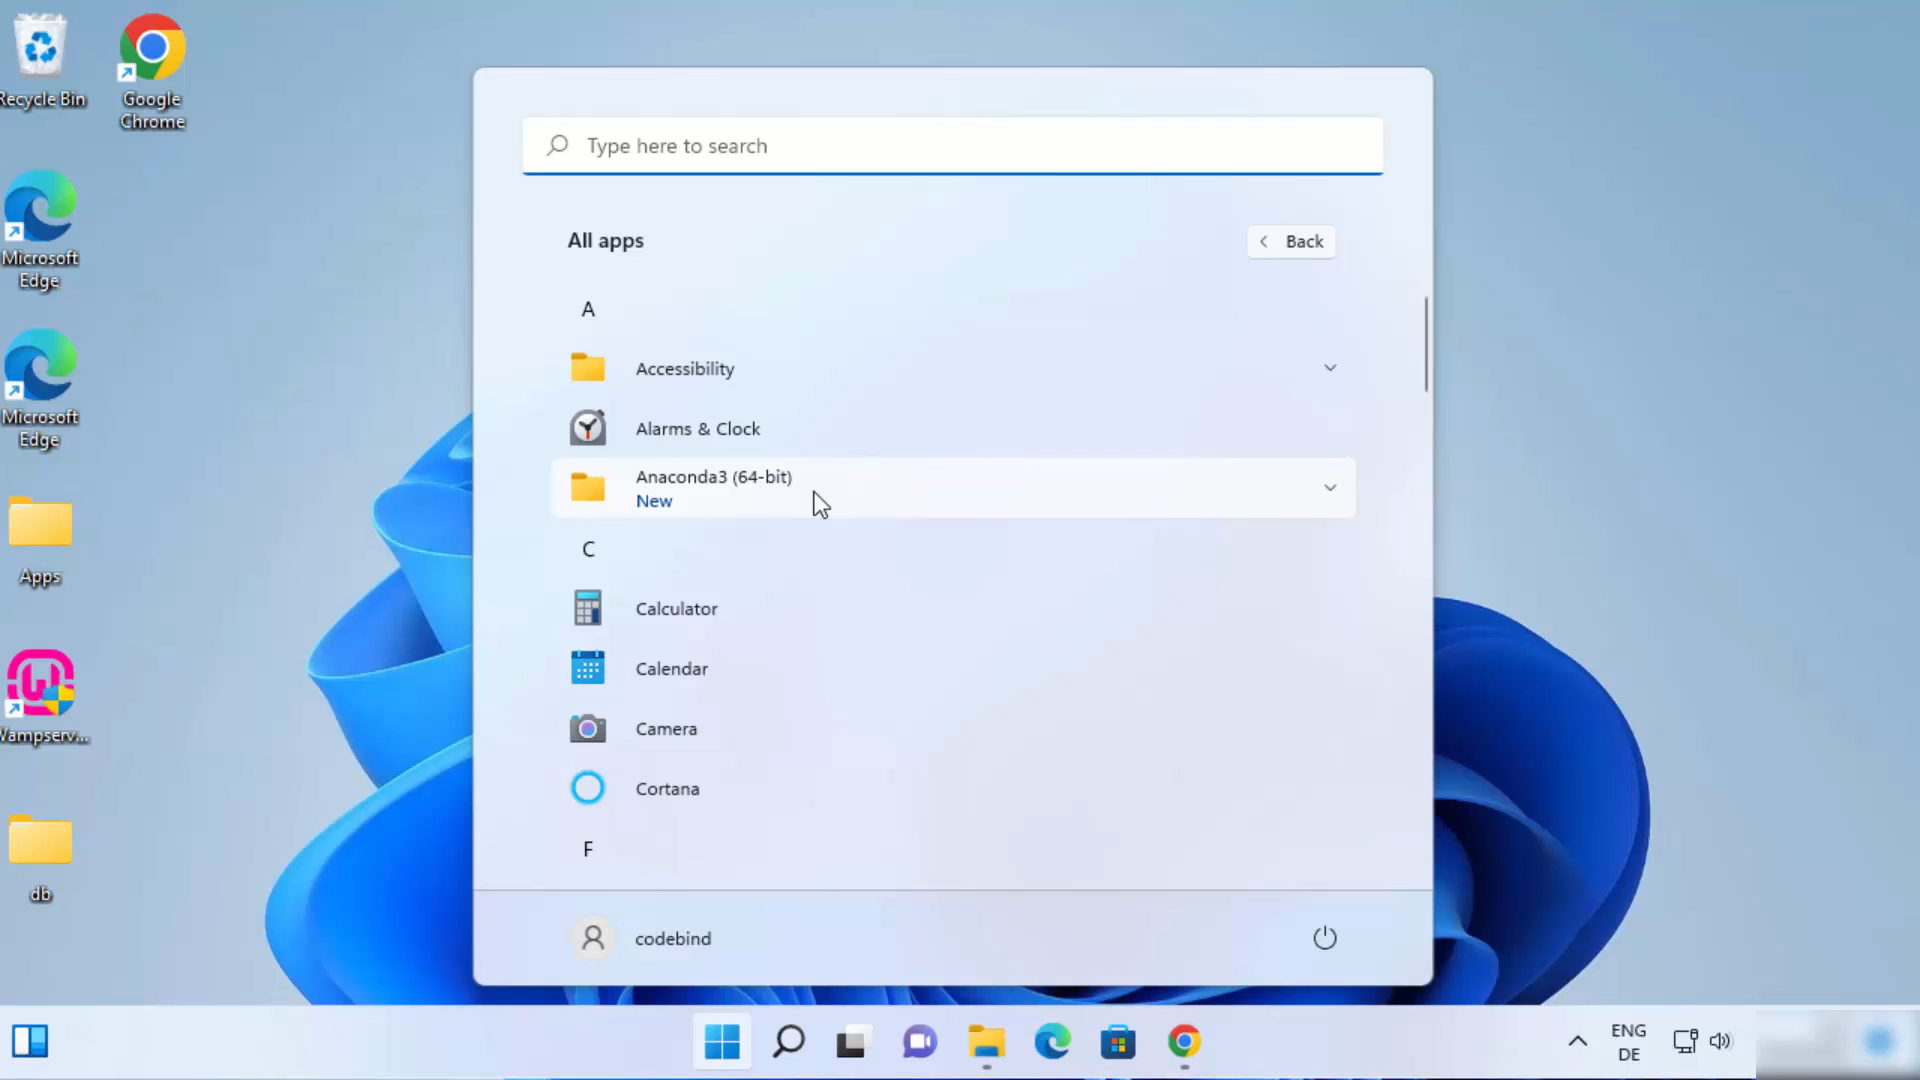 Recycle Bin
Google
Chrome
Microsoft
Edge
Microsoft
Edge
Apps
Wampserv...
db
Type here to search
All apps
Back
A
Accessibility
Alarms & Clock
Anaconda3 (64-bit)
New
C
Calculator
Calendar
Camera
Cortana
F
codebind
ENG
DE